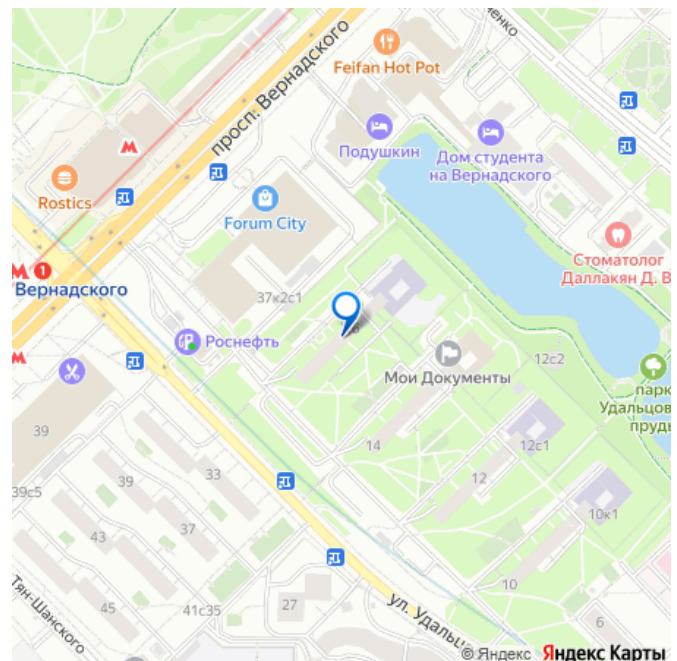 ченко
Feifan Hot Pot
просп. Вернадского
Подушкин
Дом студента
на Вернадского
М
Rostics
Forum City
Стоматолог
Даллакян Д. В
М 1
Вернадского
37к2с1
Роснефть
М
Мои Документы
12с2
парк
Удальцов
пруды
39
14
12с1
12
39с5
39
33
37
10к1
43
10
Тян-Шанского
45
41с35
27
ул. Удальц
6
© Яндекс Яндекс Карты